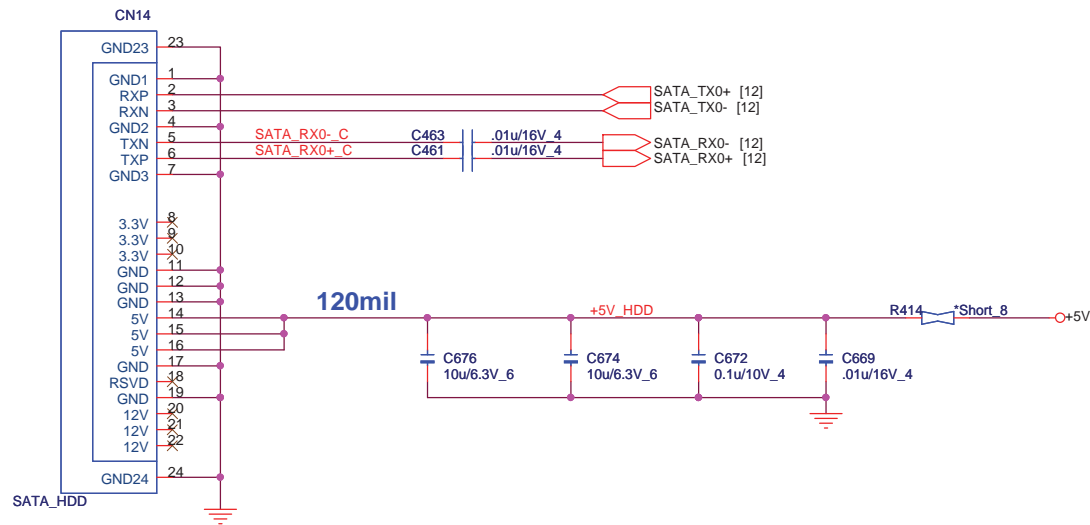 CN14
GND23 23
GND1 1
RXP 2 SATA_TX0+ [12]
RXN 3 SATA_TX0- [12]
GND2 4
TXN 5 SATA_RX0-_C C463 .01u/16V_4 SATA_RX0- [12]
TXP 6 SATA_RX0+_C C461 .01u/16V_4 SATA_RX0+ [12]
GND3 7
3.3V 8
3.3V 9
3.3V 10
GND 11
GND 12
GND 13
120mil
5V 14 +5V_HDD R414 *Short_8 +5V
5V 15
5V 16
GND 17
RSVD 18
GND 19
12V 20
12V 21
12V 22
GND24 24
C676 C674 C672 C669
10u/6.3V_6 10u/6.3V_6 0.1u/10V_4 .01u/16V_4
SATA_HDD